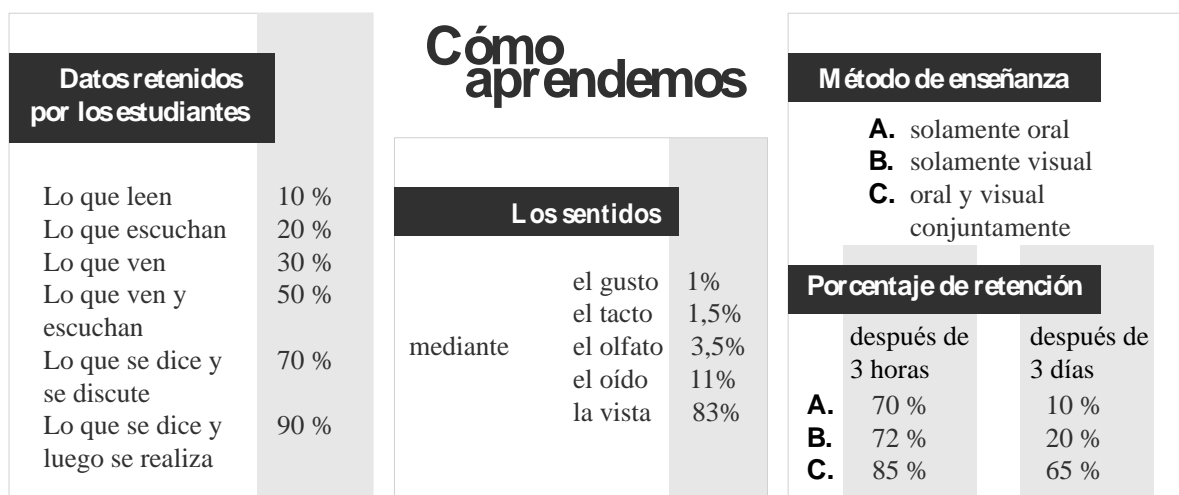 Cómo
aprendemos
Datos retenidos
por los estudiantes
Lo que leen 10 %
Lo que escuchan 20 %
Lo que ven 30 %
Lo que ven y 50 %
escuchan
Lo que se dice y 70 %
se discute
Lo que se dice y 90 %
luego se realiza
Los sentidos
el gusto 1%
el tacto 1,5%
mediante el olfato 3,5%
el oído 11%
la vista 83%
Método de enseñanza
A. solamente oral
B. solamente visual
C. oral y visual
conjuntamente
Porcentaje de retención
después de después de
3 horas 3 días
A. 70 % 10 %
B. 72 % 20 %
C. 85 % 65 %